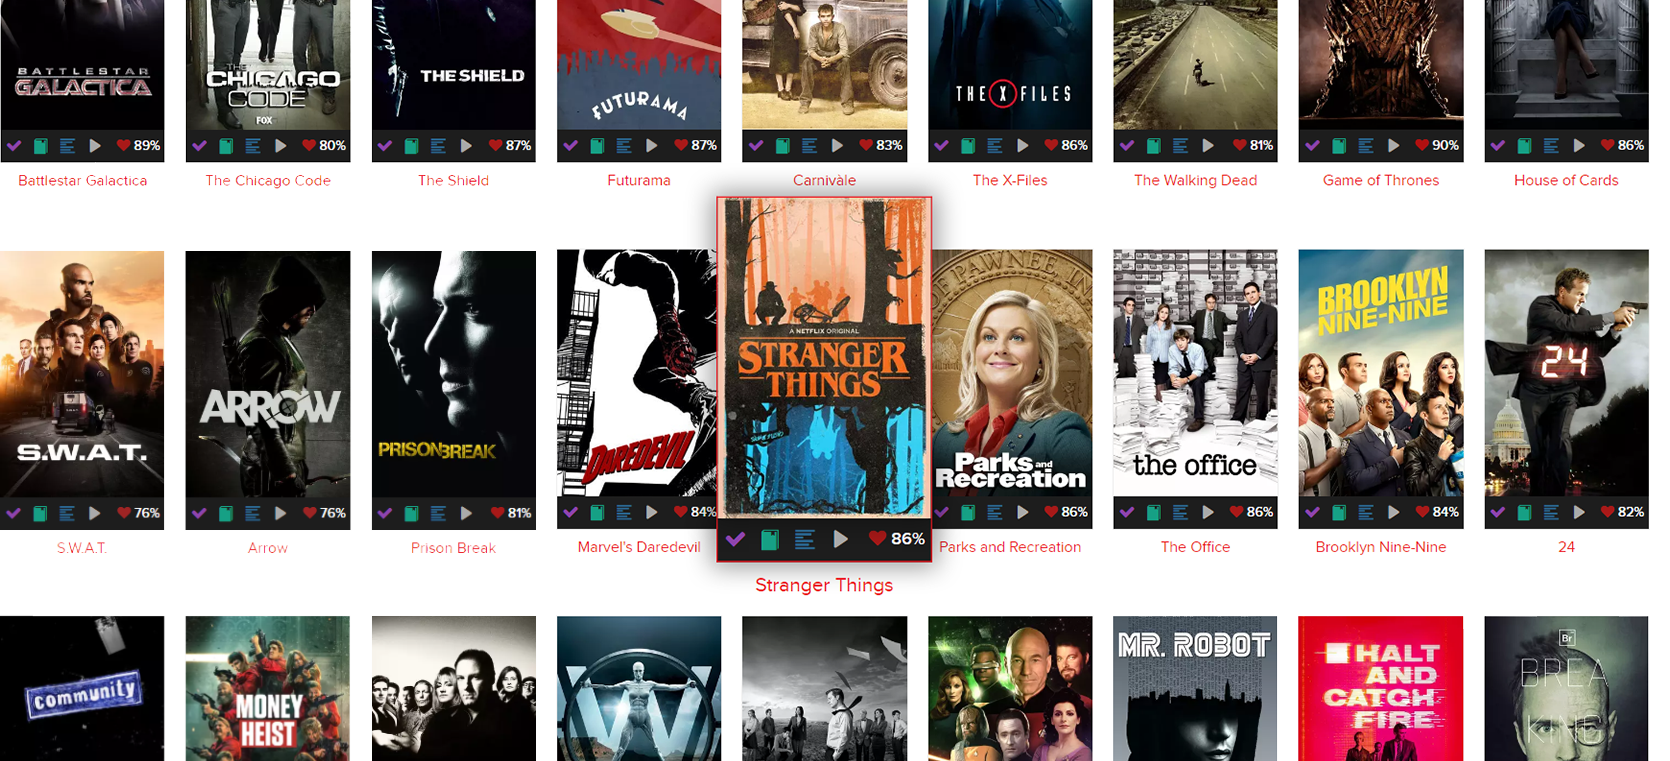 BATTLESTAR
GALACTICA
THE
CHICAGO
CODE
FOX
THE SHIELD
FUTURAMA
THE X FILES
89%
80%
87%
87%
83%
86%
81%
90%
86%
Battlestar Galactica
The Chicago Code
The Shield
Futurama
Carnivàle
The X-Files
The Walking Dead
Game of Thrones
House of Cards
S.W.A.T.
ARROW
PRISON BREAK
DAREDEVIL
A NETFLIX ORIGINAL
STRANGER
THINGS
OF PAWNEE, IN
Parks and
Recreation
the office
BROOKLYN
NINE-NINE
24
76%
76%
81%
84%
86%
86%
86%
84%
82%
S.W.A.T.
Arrow
Prison Break
Marvel's Daredevil
Stranger Things
Parks and Recreation
The Office
Brooklyn Nine-Nine
24
community
MONEY
HEIST
MR. ROBOT
HALT
AND
CATCH
FIRE
Br
BREA
KING